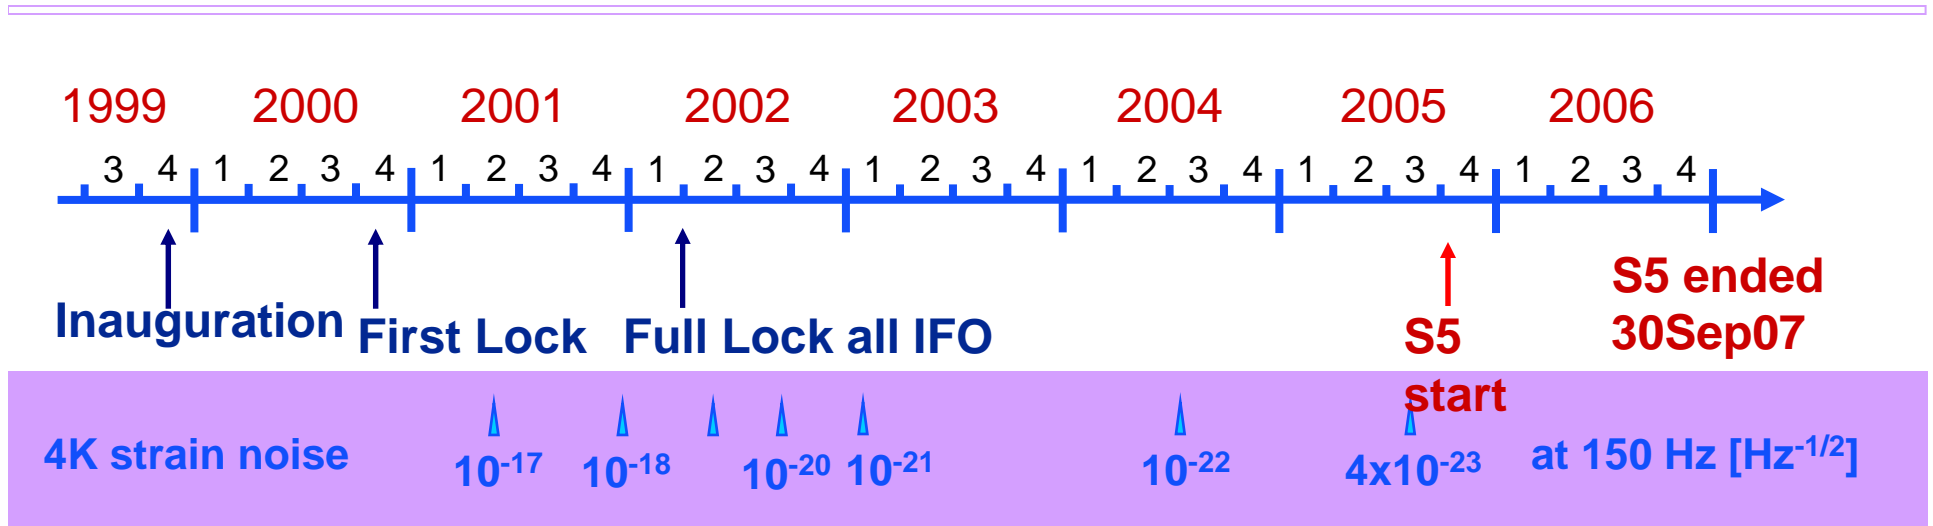 1999 2000 2001 2002 2003 2004 2005 2006
3 4 1 2 3 4 1 2 3 4 1 2 3 4 1 2 3 4 1 2 3 4 1 2 3 4 1 2 3 4
Inauguration First Lock Full Lock all IFO S5 start S5 ended
30Sep07
4K strain noise 10⁻¹⁷ 10⁻¹⁸ 10⁻²⁰ 10⁻²¹ 10⁻²² 4x10⁻²³ at 150 Hz [Hz⁻¹/²]